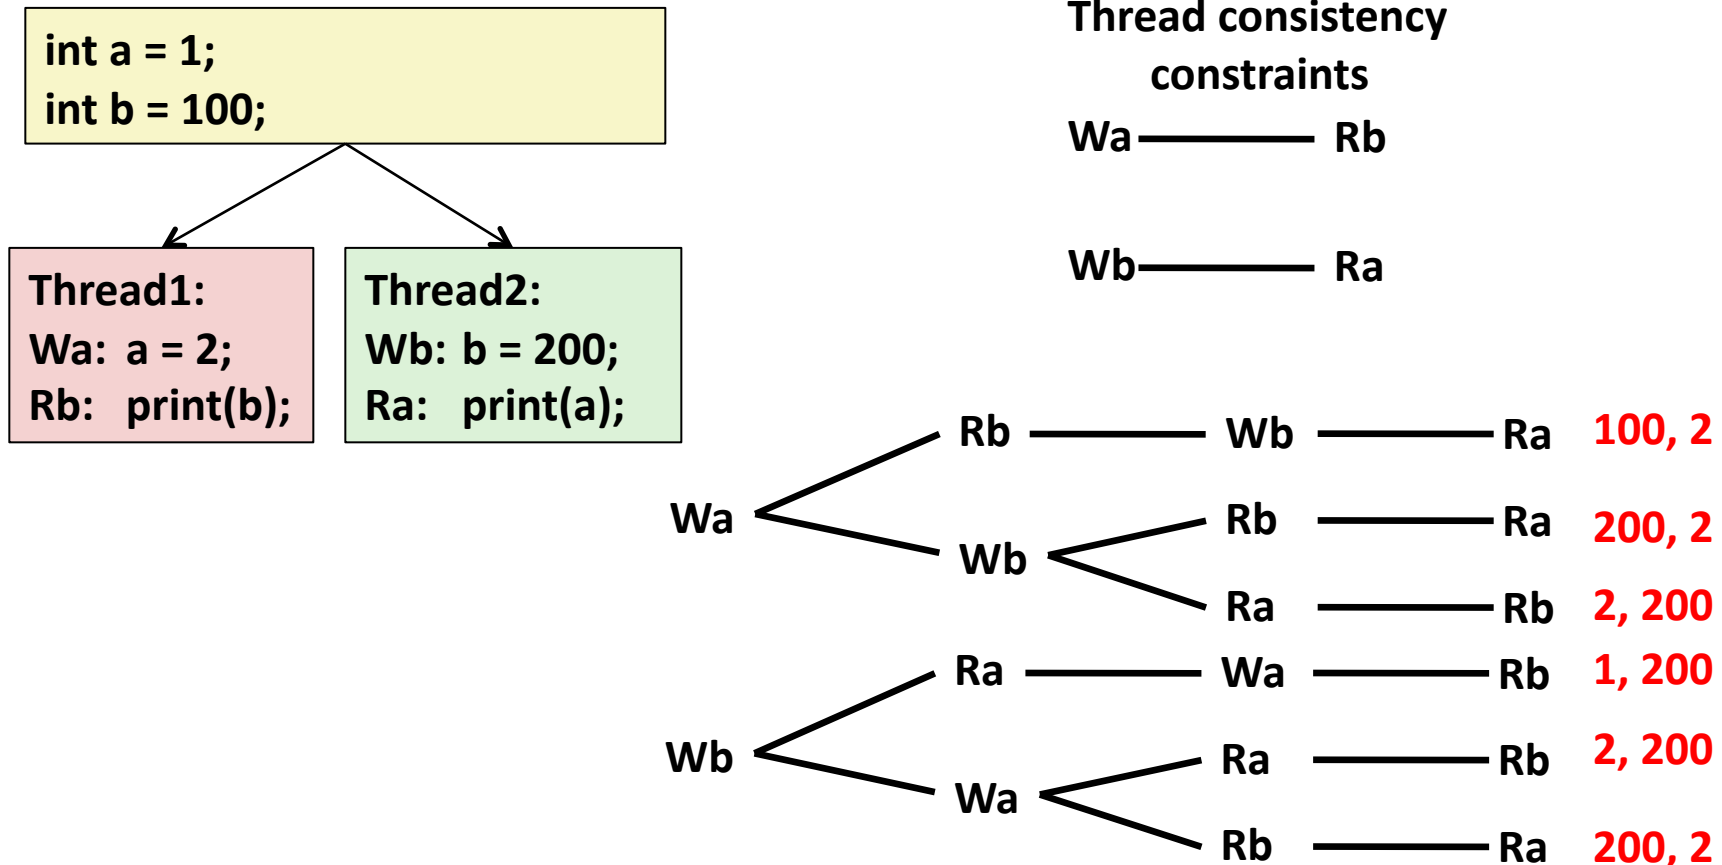 int a = 1;
int b = 100;
Thread1:
Wa: a = 2;
Rb: print(b);
Thread2:
Wb: b = 200;
Ra: print(a);
Thread consistency
constraints
Wa Rb
Wb Ra
Wa
Rb Wb Ra 100, 2
Wb
Rb Ra 200, 2
Ra Rb 2, 200
Wb
Ra Wa Rb 1, 200
Wa
Ra Rb 2, 200
Rb Ra 200, 2